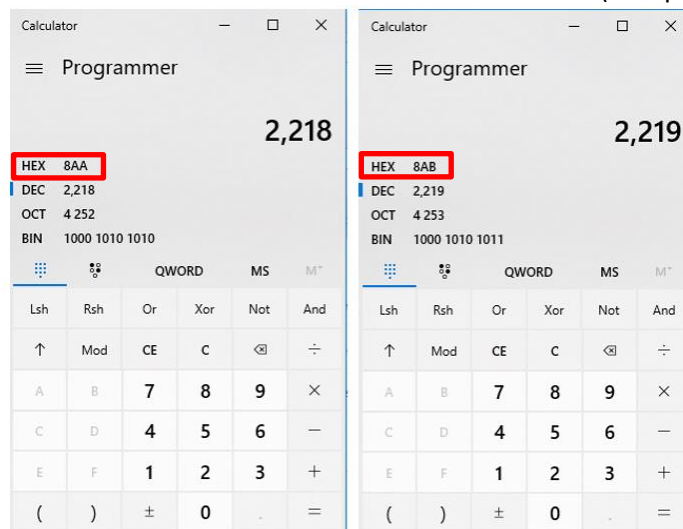 Calculator
Programmer
2,218
HEX 8AA
DEC 2,218
OCT 4 252
BIN 1000 1010 1010
QWORD MS M
Lsh Rsh Or Xor Not And
↑ Mod CE C ÷
A B 7 8 9 ×
C D 4 5 6 −
E F 1 2 3 +
( ) ± 0 . =
Calculator
Programmer
2,219
HEX 8AB
DEC 2,219
OCT 4 253
BIN 1000 1010 1011
QWORD MS M
Lsh Rsh Or Xor Not And
↑ Mod CE C ÷
A B 7 8 9 ×
C D 4 5 6 −
E F 1 2 3 +
( ) ± 0 . =